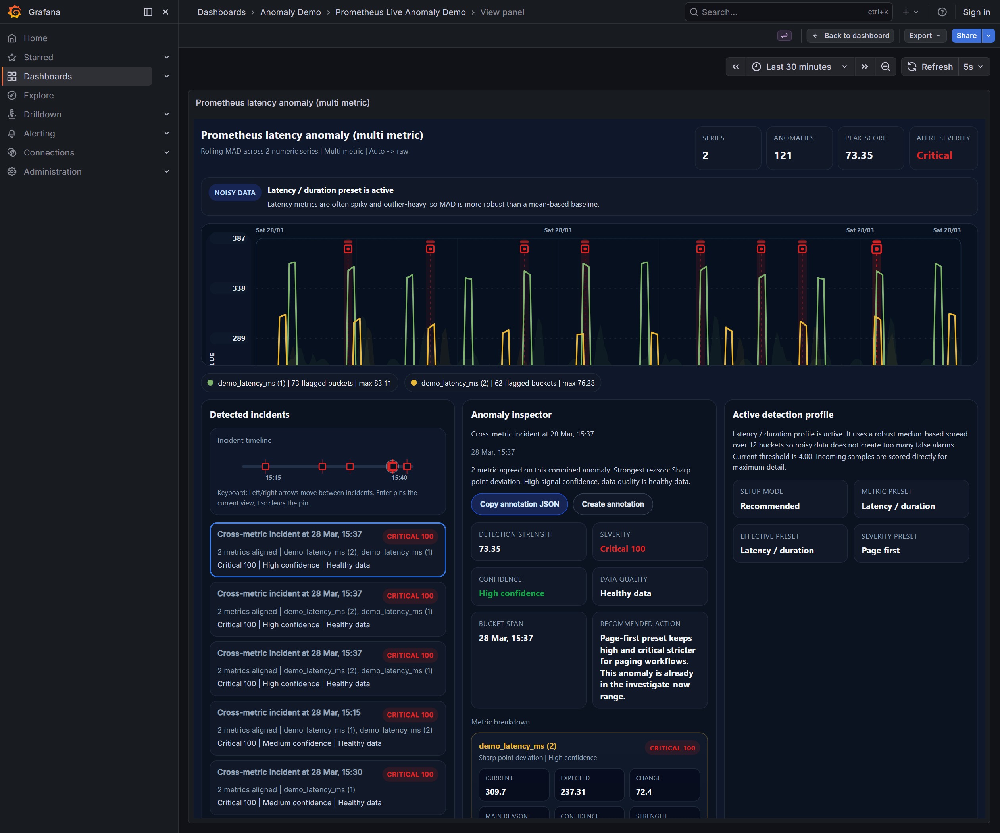 Grafana
Dashboards › Anomaly Demo › Prometheus Live Anomaly Demo › View panel
Search...
ctrl+k
Sign in
Home
Starred
Dashboards
Explore
Drilldown
Alerting
Connections
Administration
Back to dashboard
Export
Share
Last 30 minutes
Refresh
5s
Prometheus latency anomaly (multi metric)
Prometheus latency anomaly (multi metric)
Rolling MAD across 2 numeric series | Multi metric | Auto -> raw
SERIES
2
ANOMALIES
121
PEAK SCORE
73.35
ALERT SEVERITY
Critical
NOISY DATA
Latency / duration preset is active
Latency metrics are often spiky and outlier-heavy, so MAD is more robust than a mean-based baseline.
Sat 28/03
Sat 28/03
Sat 28/03
Sat 28/03
387
338
289
LUE
demo_latency_ms (1) | 73 flagged buckets | max 83.11
demo_latency_ms (2) | 62 flagged buckets | max 76.28
Detected incidents
Incident timeline
15:15
15:40
Keyboard: Left/right arrows move between incidents, Enter pins the
current view, Esc clears the pin.
Cross-metric incident at 28 Mar, 15:37
CRITICAL 100
2 metrics aligned | demo_latency_ms (2), demo_latency_ms (1)
Critical 100 | High confidence | Healthy data
Cross-metric incident at 28 Mar, 15:37
CRITICAL 100
2 metrics aligned | demo_latency_ms (2), demo_latency_ms (1)
Critical 100 | High confidence | Healthy data
Cross-metric incident at 28 Mar, 15:37
CRITICAL 100
2 metrics aligned | demo_latency_ms (2), demo_latency_ms (1)
Critical 100 | High confidence | Healthy data
Cross-metric incident at 28 Mar, 15:15
CRITICAL 100
2 metrics aligned | demo_latency_ms (1), demo_latency_ms (2)
Critical 100 | Medium confidence | Healthy data
Cross-metric incident at 28 Mar, 15:30
CRITICAL 100
2 metrics aligned | demo_latency_ms (1)
Critical 100 | Medium confidence | Healthy data
Anomaly inspector
Cross-metric incident at 28 Mar, 15:37
28 Mar, 15:37
2 metric agreed on this combined anomaly. Strongest reason: Sharp
point deviation. High signal confidence, data quality is healthy data.
Copy annotation JSON
Create annotation
DETECTION STRENGTH
73.35
SEVERITY
Critical 100
CONFIDENCE
High confidence
DATA QUALITY
Healthy data
BUCKET SPAN
28 Mar, 15:37
RECOMMENDED ACTION
Page-first preset keeps
high and critical stricter
for paging workflows.
This anomaly is already
in the investigate-now
range.
Metric breakdown
demo_latency_ms (2)
CRITICAL 100
Sharp point deviation | High confidence
CURRENT
309.7
EXPECTED
237.31
CHANGE
72.4
MAIN REASON
CONFIDENCE
STRENGTH
Active detection profile
Latency / duration profile is active. It uses a robust median-based spread
over 12 buckets so noisy data does not create too many false alarms.
Current threshold is 4.00. Incoming samples are scored directly for
maximum detail.
SETUP MODE
Recommended
METRIC PRESET
Latency / duration
EFFECTIVE PRESET
Latency / duration
SEVERITY PRESET
Page first